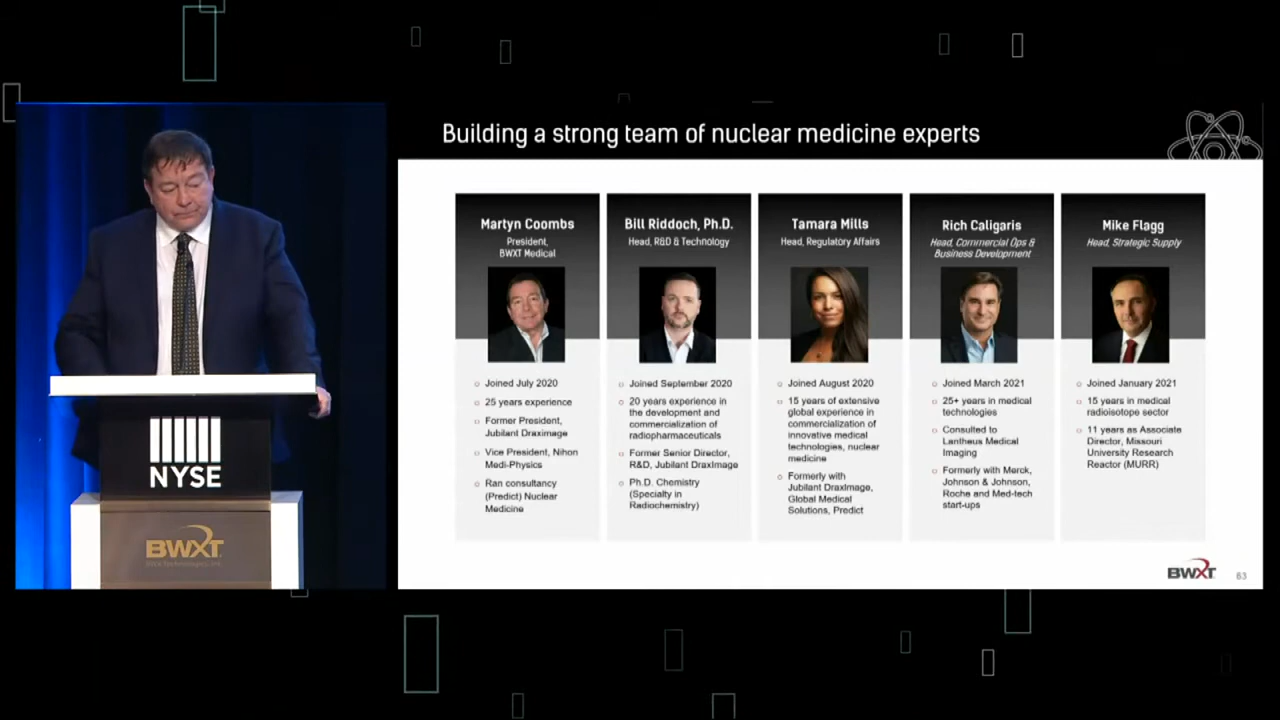 Building a strong team of nuclear medicine experts
Martyn Coombs
President,
BWXT Medical
Joined July 2020
25 years experience
Former President,
Jubilant Draximage
Vice President, Nihon
Medi-Physics
Ran consultancy
(Predict) Nuclear
Medicine
Bill Riddoch, Ph.D.
Head, R&D & Technology
Joined September 2020
20 years experience in
the development and
commercialization of
radiopharmaceuticals
Former Senior Director,
R&D, Jubilant DraxImage
Ph.D. Chemistry
(Specialty in
Radiochemistry)
Tamara Mills
Head, Regulatory Affairs
Joined August 2020
15 years of extensive
global experience in
commercialization of
innovative medical
technologies, nuclear
medicine
Formerly with
Jubilant DraxImage,
Global Medical
Solutions, Predict
Rich Caligaris
Head, Commercial Ops &
Business Development
Joined March 2021
25+ years in medical
technologies
Consulted to
Lantheus Medical
Imaging
Formerly with Merck,
Johnson & Johnson,
Roche and Med-tech
start-ups
Mike Flagg
Head, Strategic Supply
Joined January 2021
15 years in medical
radioisotope sector
11 years as Associate
Director, Missouri
University Research
Reactor (MURR)
BWXT
63
NYSE
BWXT